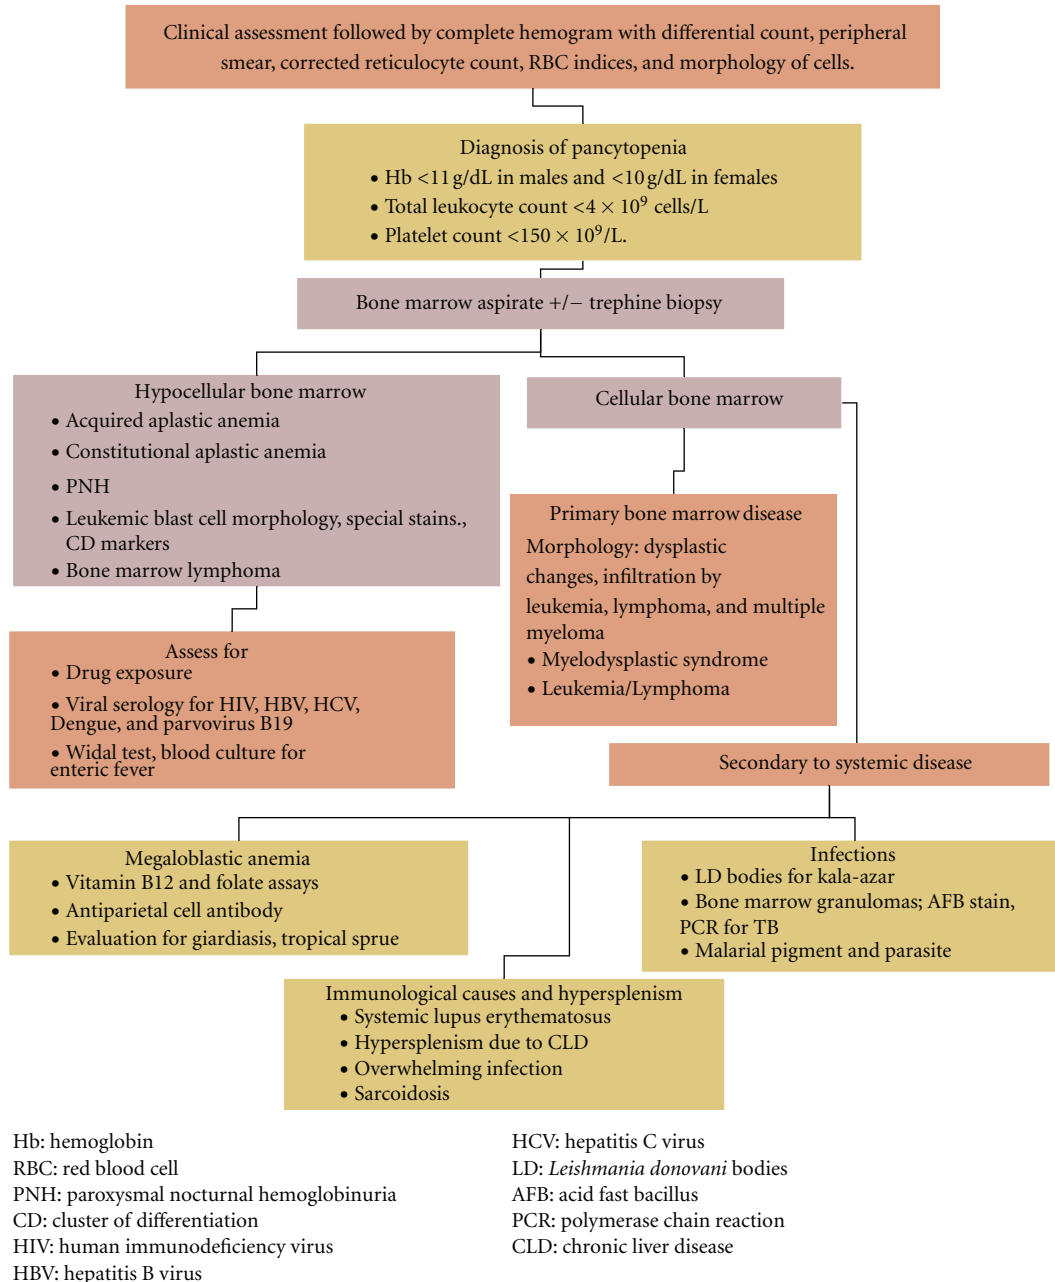 Clinical assessment followed by complete hemogram with differential count, peripheral
smear, corrected reticulocyte count, RBC indices, and morphology of cells.
Diagnosis of pancytopenia
• Hb <11 g/dL in males and <10 g/dL in females
• Total leukocyte count <4 × 10⁹ cells/L
• Platelet count <150 × 10⁹/L.
Bone marrow aspirate +/− trephine biopsy
Hypocellular bone marrow
• Acquired aplastic anemia
• Constitutional aplastic anemia
• PNH
• Leukemic blast cell morphology, special stains.,
CD markers
• Bone marrow lymphoma
Cellular bone marrow
Primary bone marrow disease
Morphology: dysplastic
changes, infiltration by
leukemia, lymphoma, and multiple
myeloma
• Myelodysplastic syndrome
• Leukemia/Lymphoma
Assess for
• Drug exposure
• Viral serology for HIV, HBV, HCV,
Dengue, and parvovirus B19
• Widal test, blood culture for
enteric fever
Secondary to systemic disease
Megaloblastic anemia
• Vitamin B12 and folate assays
• Antiparietal cell antibody
• Evaluation for giardiasis, tropical sprue
Infections
• LD bodies for kala-azar
• Bone marrow granulomas; AFB stain,
PCR for TB
• Malarial pigment and parasite
Immunological causes and hypersplenism
• Systemic lupus erythematosus
• Hypersplenism due to CLD
• Overwhelming infection
• Sarcoidosis
Hb: hemoglobin
RBC: red blood cell
PNH: paroxysmal nocturnal hemoglobinuria
CD: cluster of differentiation
HIV: human immunodeficiency virus
HBV: hepatitis B virus
HCV: hepatitis C virus
LD: Leishmania donovani bodies
AFB: acid fast bacillus
PCR: polymerase chain reaction
CLD: chronic liver disease